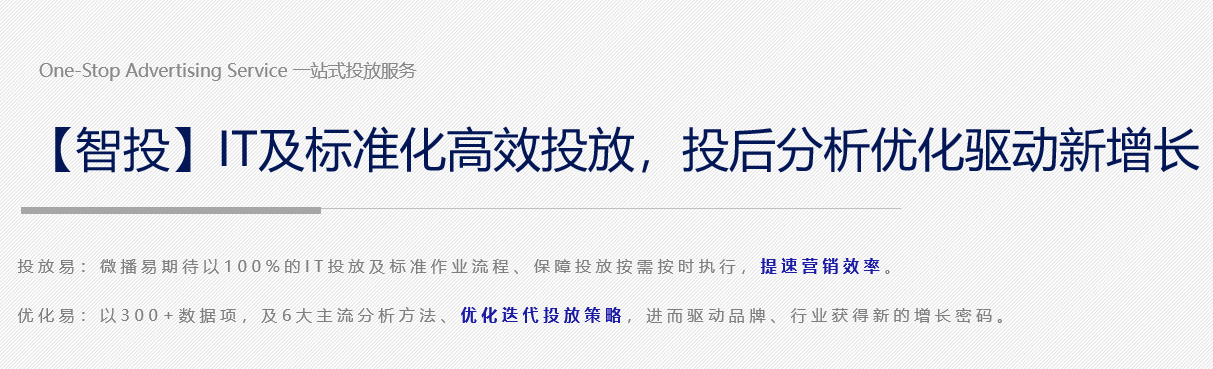 One-Stop Advertising Service 一站式投放服务
【智投】IT及标准化高效投放，投后分析优化驱动新增长
投放易：微播易期待以100%的IT投放及标准作业流程、保障投放按需按时执行，提速营销效率。
优化易：以300+数据项，及6大主流分析方法、优化迭代投放策略，进而驱动品牌、行业获得新的增长密码。